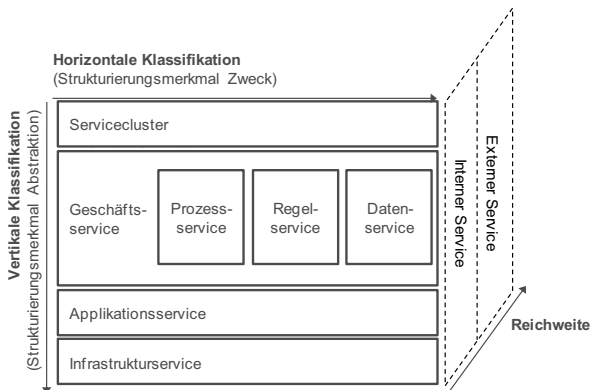 Horizontale Klassifikation
(Strukturierungsmerkmal Zweck)
Vertikale Klassifikation
(Strukturierungsmerkmal Abstraktion)
Servicecluster
Geschäfts-
service
Prozess-
service
Regel-
service
Daten-
service
Applikationsservice
Infrastrukturservice
Interner Service
Externer Service
Reichweite